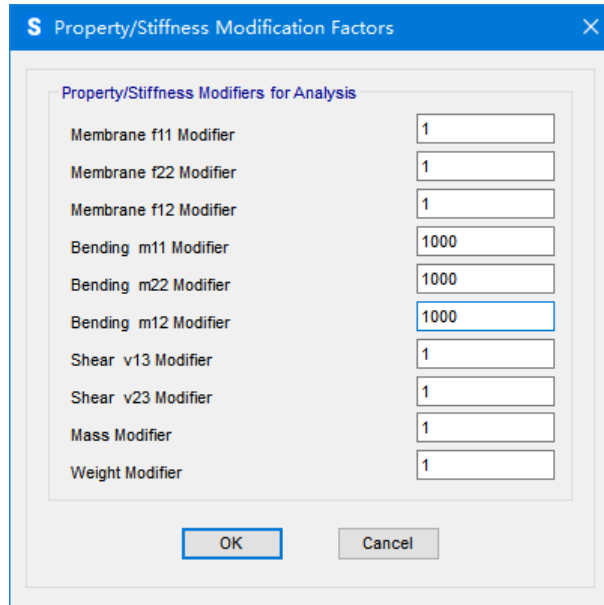 S Property/Stiffness Modification Factors
Property/Stiffness Modifiers for Analysis
Membrane f11 Modifier 1
Membrane f22 Modifier 1
Membrane f12 Modifier 1
Bending m11 Modifier 1000
Bending m22 Modifier 1000
Bending m12 Modifier 1000
Shear v13 Modifier 1
Shear v23 Modifier 1
Mass Modifier 1
Weight Modifier 1
OK Cancel